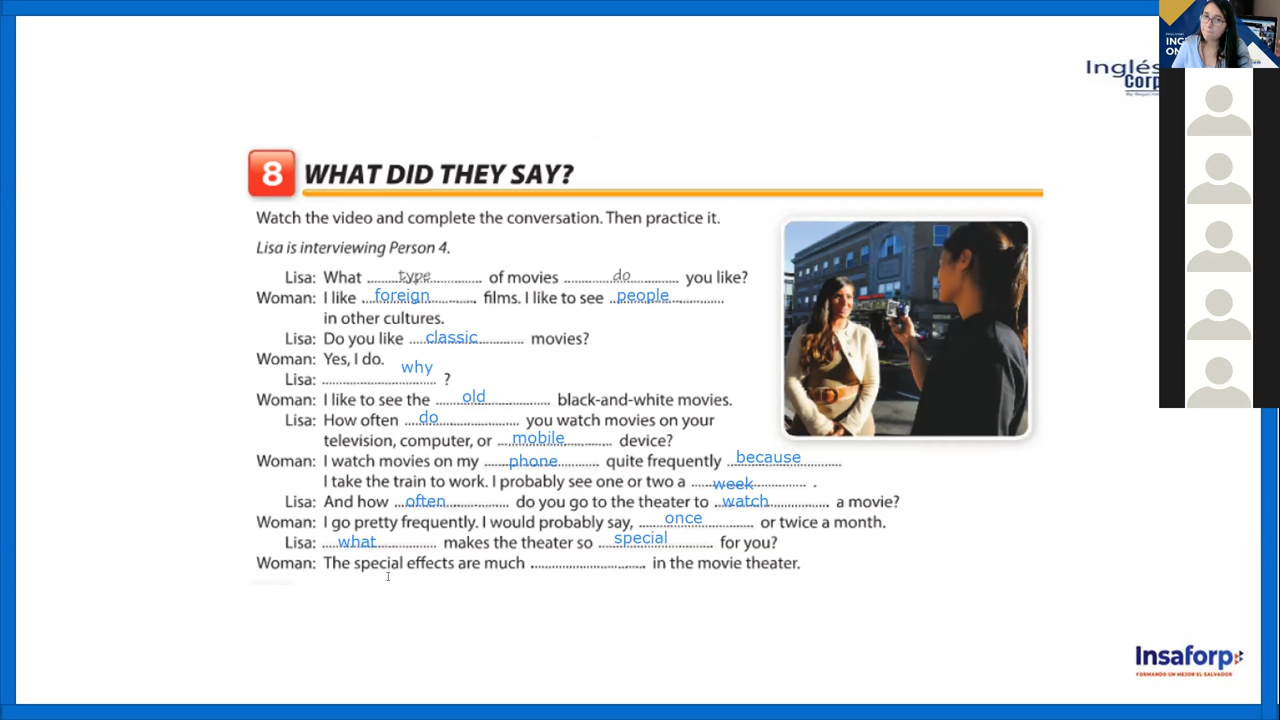 INGL
ON
Inglés
Corp
8 WHAT DID THEY SAY?
Watch the video and complete the conversation. Then practice it.
Lisa is interviewing Person 4.
Lisa: What type of movies do you like?
Woman: I like foreign films. I like to see people
in other cultures.
Lisa: Do you like classic movies?
Woman: Yes, I do.
Lisa: why ?
Woman: I like to see the old black-and-white movies.
Lisa: How often do you watch movies on your
television, computer, or mobile device?
Woman: I watch movies on my phone quite frequently because
I take the train to work. I probably see one or two a week .
Lisa: And how often do you go to the theater to watch a movie?
Woman: I go pretty frequently. I would probably say, once or twice a month.
Lisa: what makes the theater so special for you?
Woman: The special effects are much in the movie theater.
Insaforp
FORMANDO UN MEJOR EL SALVADOR